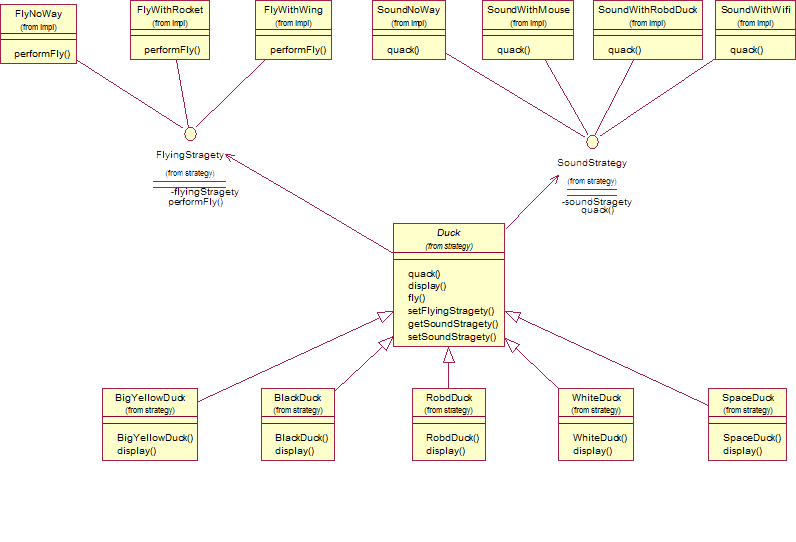 FlyNoWay
(from impl)
performFly()
FlyWithRocket
(from impl)
performFly()
FlyWithWing
(from impl)
performFly()
SoundNoWay
(from impl)
quack()
SoundWithMouse
(from impl)
quack()
SoundWithRobdDuck
(from impl)
quack()
SoundWithWifi
(from impl)
quack()
FlyingStragety
(from strategy)
-flyingStragety
performFly()
SoundStrategy
(from strategy)
-soundStragety
quack()
Duck
(from strategy)
quack()
display()
fly()
setFlyingStragety()
getSoundStragety()
setSoundStragety()
BigYellowDuck
(from strategy)
BigYellowDuck()
display()
BlackDuck
(from strategy)
BlackDuck()
display()
RobdDuck
(from strategy)
RobdDuck()
display()
WhiteDuck
(from strategy)
WhiteDuck()
display()
SpaceDuck
(from strategy)
SpaceDuck()
display()